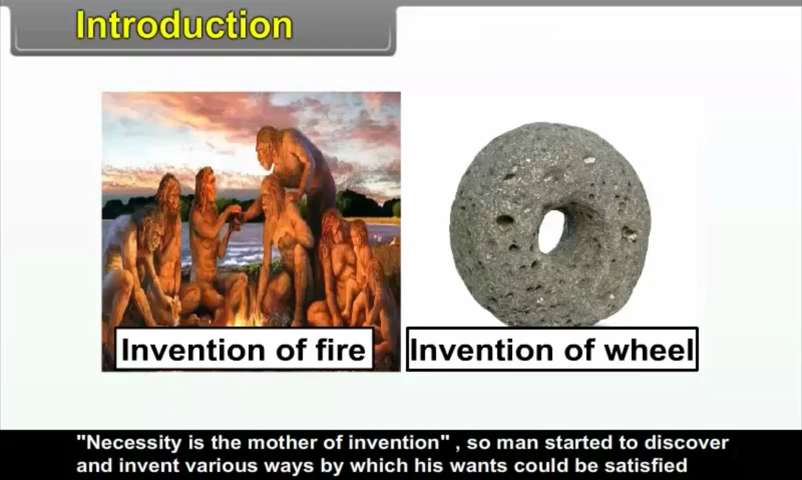 Introduction
Invention of fire
Invention of wheel
"Necessity is the mother of invention" , so man started to discover
and invent various ways by which his wants could be satisfied